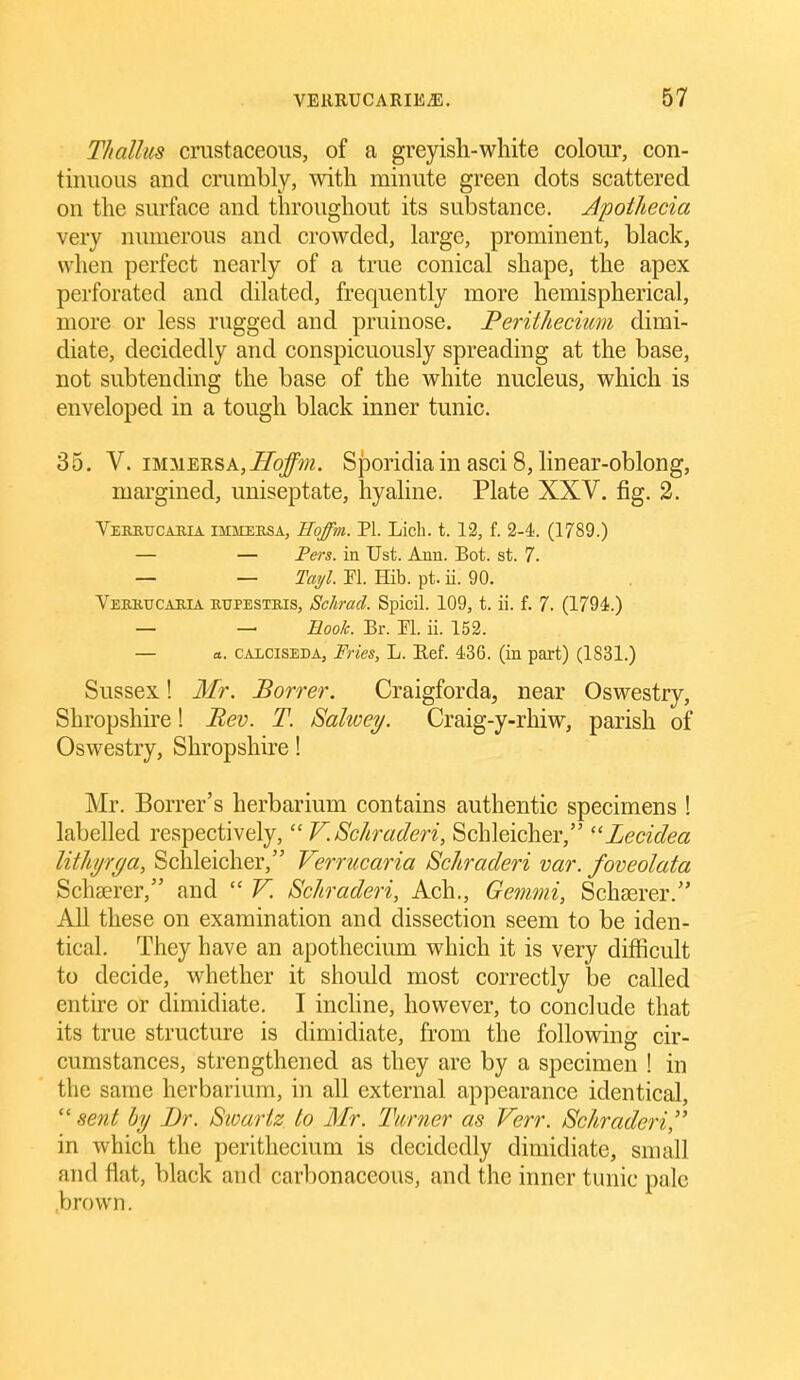 VERRUCARIEÆ. 57
Thallus crustaceous, of a greyish-white colour, con-
tinuous and crumbly, with minute green dots scattered
on the surface and throughout its substance. Apothecia
very numerous and crowded, large, prominent, black,
when perfect nearly of a true conical shape, the apex
perforated and dilated, frequently more hemispherical,
more or less rugged and pruinose. Perithecium dimi-
diate, decidedly and conspicuously spreading at the base,
not subtending the base of the white nucleus, which is
enveloped in a tough black inner tunic.
35. V. IMMERSA, Hoffm. Sporidia in asci 8, linear-oblong,
margined, uniseptate, hyaline. Plate XXV. fig. 2.
VERRUCARIA IMMERSA, Hoffm. Pl. Lich. t. 12, f. 2-4. (1789.)
— — Pers. in Ust. Ann. Bot. st. 7.
— — Tayl. Fl. Hib. pt. ii. 90.
VERRUCARIA RUPESTRIS, Schrad. Spicil. 109, t. ii. f. 7. (1794.)
— — Hook. Br. Fl. ii. 152.
— α. CALCISEDA, Fries, L. Ref. 436. (in part) (1831.)
Sussex! Mr. Borrer. Craigforda, near Oswestry,
Shropshire! Rev. T. Salwey. Craig-y-rhiw, parish of
Oswestry, Shropshire!
Mr. Borrer's herbarium contains authentic specimens !
labelled respectively, “V. Schraderi, Schleicher,” “Lecidea
lithyrga, Schleicher,” Verrucaria Schraderi var. foveolata
Schærer,” and “V. Schraderi, Ach., Gemmi, Schærer.”
All these on examination and dissection seem to be iden-
tical. They have an apothecium which it is very difficult
to decide, whether it should most correctly be called
entire or dimidiate. I incline, however, to conclude that
its true structure is dimidiate, from the following cir-
cumstances, strengthened as they are by a specimen ! in
the same herbarium, in all external appearance identical,
“sent by Dr. Swartz to Mr. Turner as Verr. Schraderi,”
in which the perithecium is decidedly dimidiate, small
and flat, black and carbonaceous, and the inner tunic pale
brown.